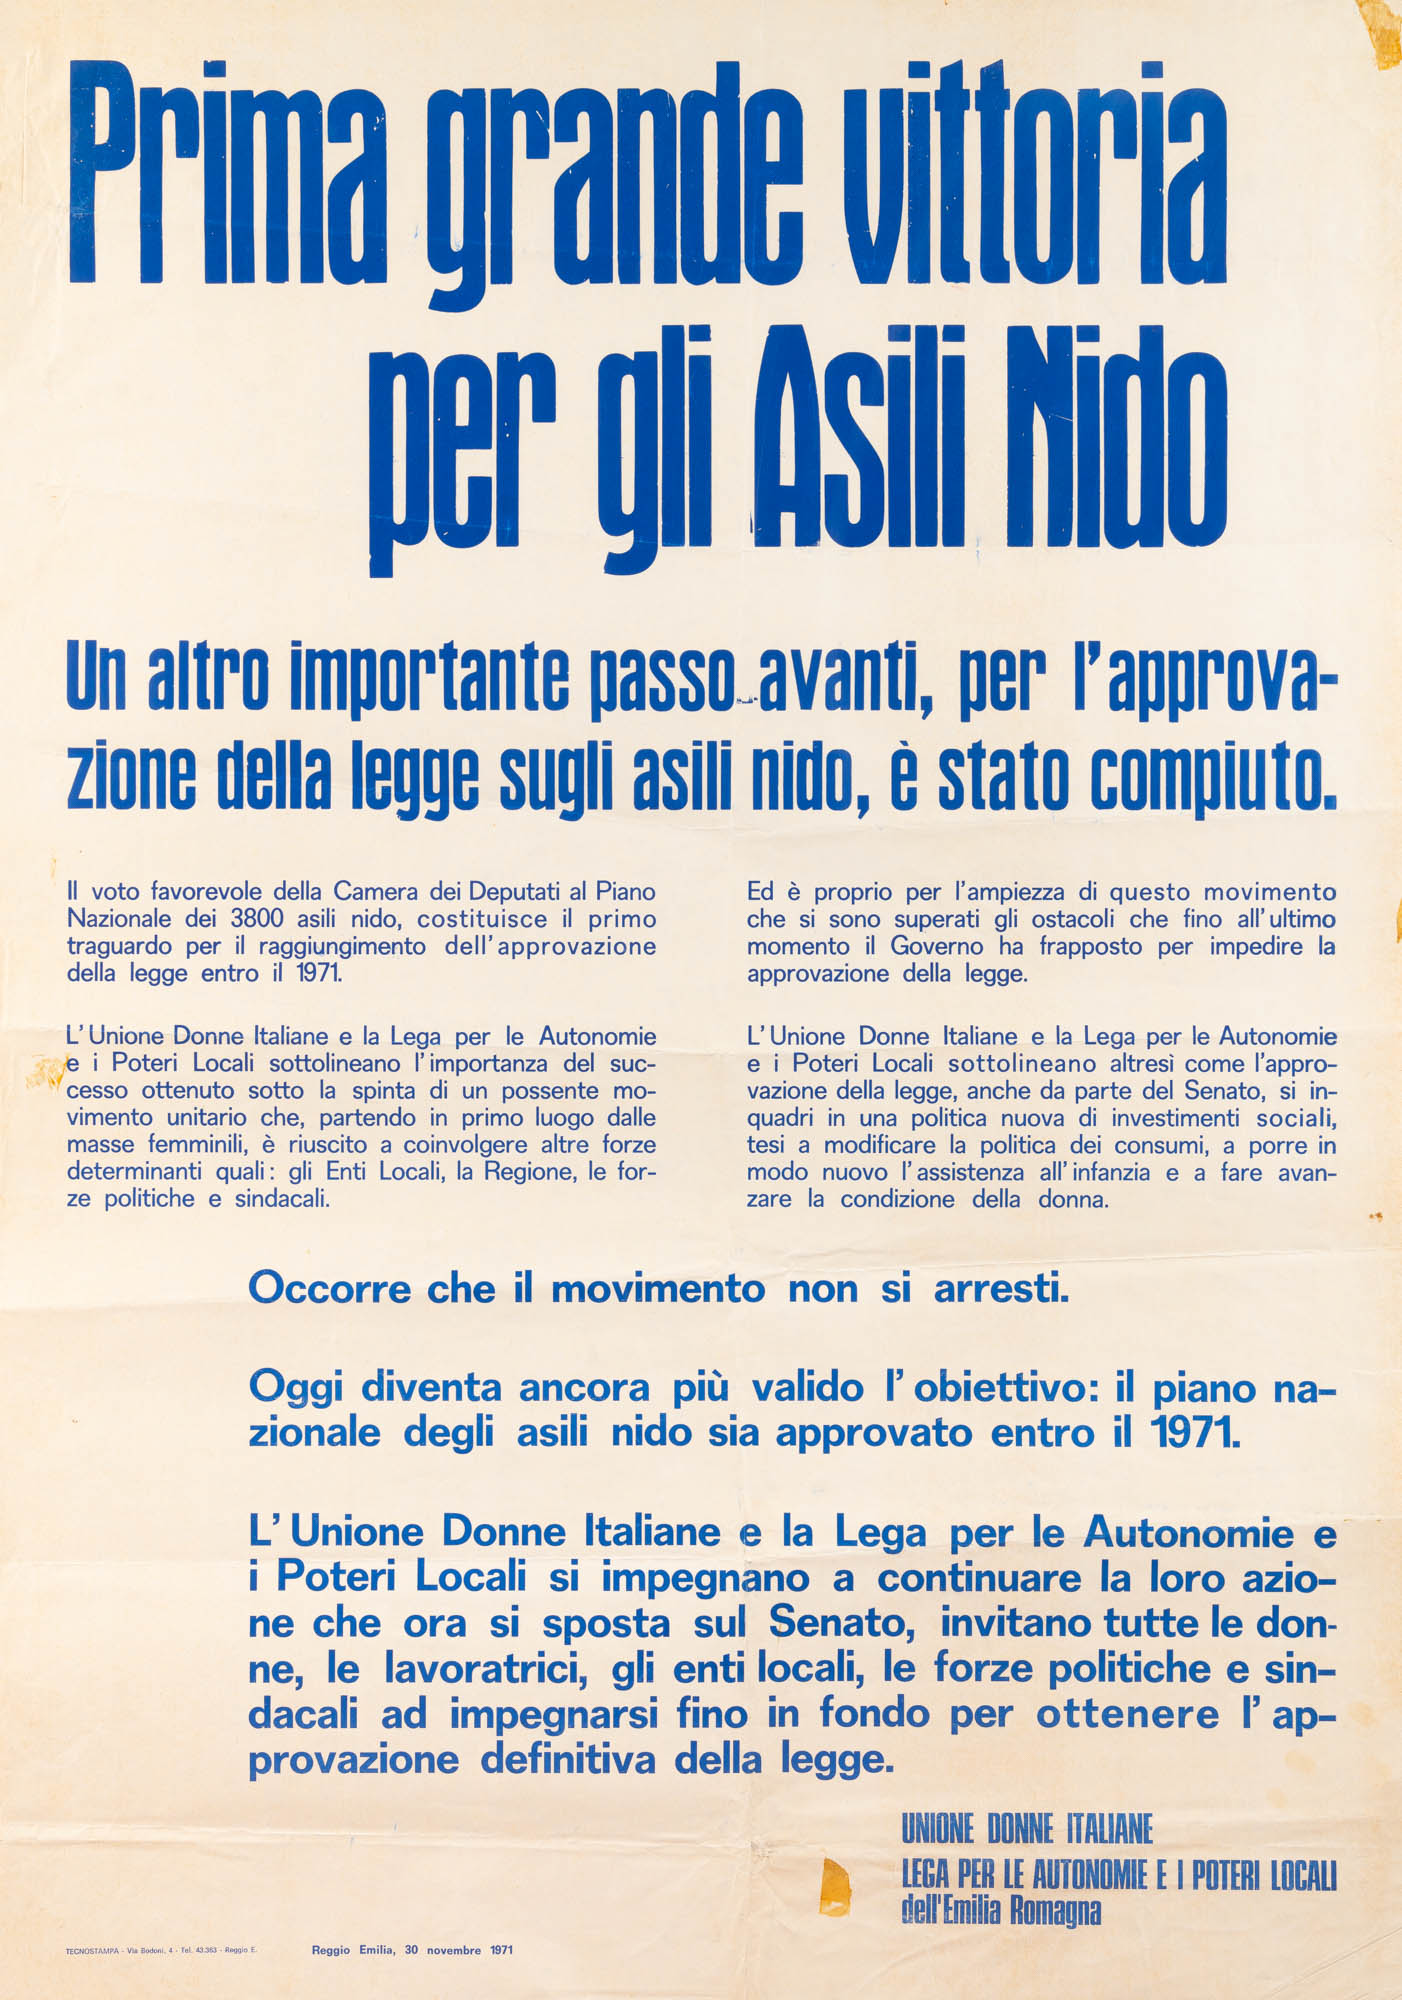 Prima grande vittoria
per gli Asili Nido
Un altro importante passo avanti, per l'approva-
zione della legge sugli asili nido, è stato compiuto.
Il voto favorevole della Camera dei Deputati al Piano
Nazionale dei 3800 asili nido, costituisce il primo
traguardo per il raggiungimento dell'approvazione
della legge entro il 1971.
L'Unione Donne Italiane e la Lega per le Autonomie
e i Poteri Locali sottolineano l'importanza del suc-
cesso ottenuto sotto la spinta di un possente mo-
vimento unitario che, partendo in primo luogo dalle
masse femminili, è riuscito a coinvolgere altre forze
determinanti quali: gli Enti Locali, la Regione, le for-
ze politiche e sindacali.
Ed è proprio per l'ampiezza di questo movimento
che si sono superati gli ostacoli che fino all'ultimo
momento il Governo ha frapposto per impedire la
approvazione della legge.
L'Unione Donne Italiane e la Lega per le Autonomie
e i Poteri Locali sottolineano altresì come l'appro-
vazione della legge, anche da parte del Senato, si in-
quadri in una politica nuova di investimenti sociali,
tesi a modificare la politica dei consumi, a porre in
modo nuovo l'assistenza all'infanzia e a fare avan-
zare la condizione della donna.
Occorre che il movimento non si arresti.
Oggi diventa ancora più valido l'obiettivo: il piano na-
zionale degli asili nido sia approvato entro il 1971.
L'Unione Donne Italiane e la Lega per le Autonomie e
i Poteri Locali si impegnano a continuare la loro azio-
ne che ora si sposta sul Senato, invitano tutte le don-
ne, le lavoratrici, gli enti locali, le forze politiche e sin-
dacali ad impegnarsi fino in fondo per ottenere l'ap-
provazione definitiva della legge.
UNIONE DONNE ITALIANE
LEGA PER LE AUTONOMIE E I POTERI LOCALI
dell'Emilia Romagna
TECNOSTAMPA - Via Bodoni, 4 - Tel. 43.363 - Reggio E.
Reggio Emilia, 30 novembre 1971